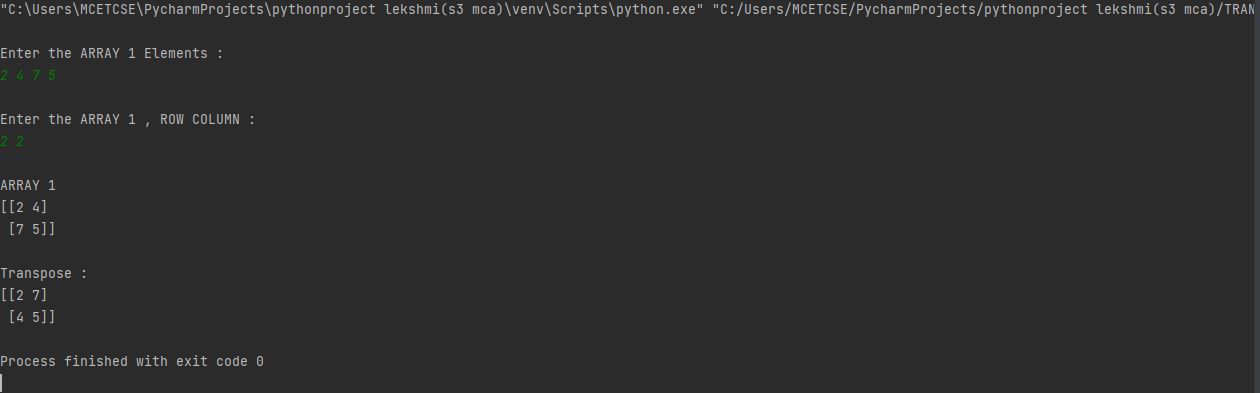 "C:\Users\MCETCSE\PycharmProjects\pythonproject lekshmi(s3 mca)\venv\Scripts\python.exe" "C:/Users/MCETCSE/PycharmProjects/pythonproject lekshmi(s3 mca)/TRAN
Enter the ARRAY 1 Elements :
2 4 7 5
Enter the ARRAY 1 , ROW COLUMN :
2 2
ARRAY 1
[[2 4]
 [7 5]]
Transpose :
[[2 7]
 [4 5]]
Process finished with exit code 0